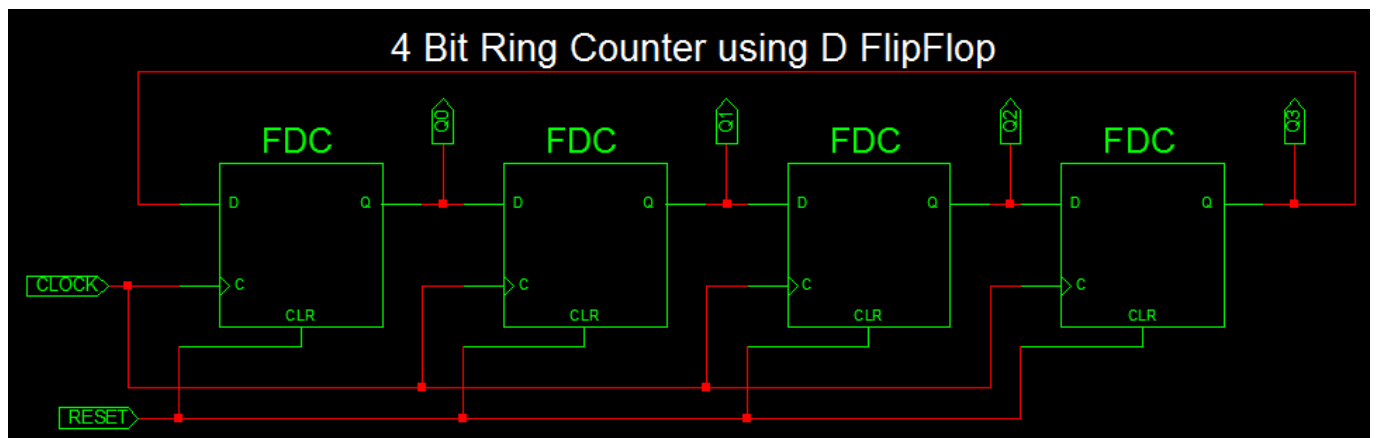 4 Bit Ring Counter using D FlipFlop
Q0 Q1 Q2 Q3
FDC FDC FDC FDC
D Q D Q D Q D Q
CLOCK C C C C
CLR CLR CLR CLR
RESET